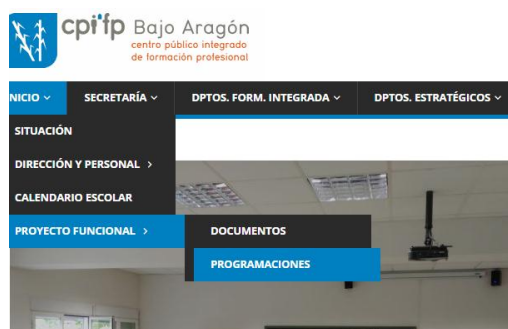 cpi'fp Bajo Aragón
centro público integrado
de formación profesional
INICIO SECRETARÍA DPTOS. FORM. INTEGRADA DPTOS. ESTRATÉGICOS
SITUACIÓN
DIRECCIÓN Y PERSONAL >
CALENDARIO ESCOLAR
PROYECTO FUNCIONAL > DOCUMENTOS
PROGRAMACIONES